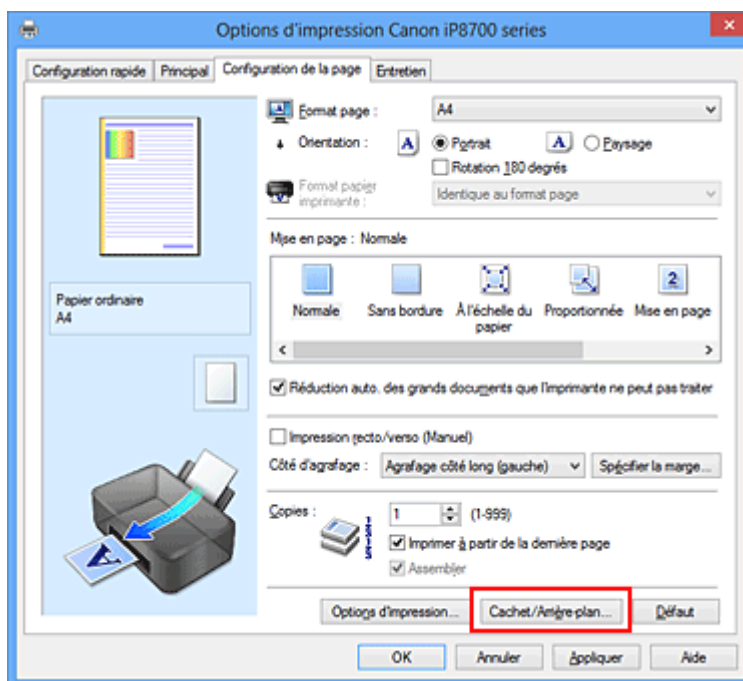 Options d'impression Canon iP8700 series
Configuration rapide Principal Configuration de la page Entretien
Format page : A4
Orientation : A Portrait A Paysage
Rotation 180 degrés
Format papier
imprimante : Identique au format page
Mise en page : Normale
2
Normale Sans bordure À l'échelle du Proportionnée Mise en page
papier
Papier ordinaire
A4
Réduction auto. des grands documents que l'imprimante ne peut pas traiter
Impression recto/verso (Manuel)
Côté d'agrafage : Agrafage côté long (gauche) Spécifier la marge...
Copies : 1 (1-999)
Imprimer à partir de la dernière page
Assembler
A
Options d'impression... Cachet/Arrière-plan... Défaut
OK Annuler Appliquer Aide